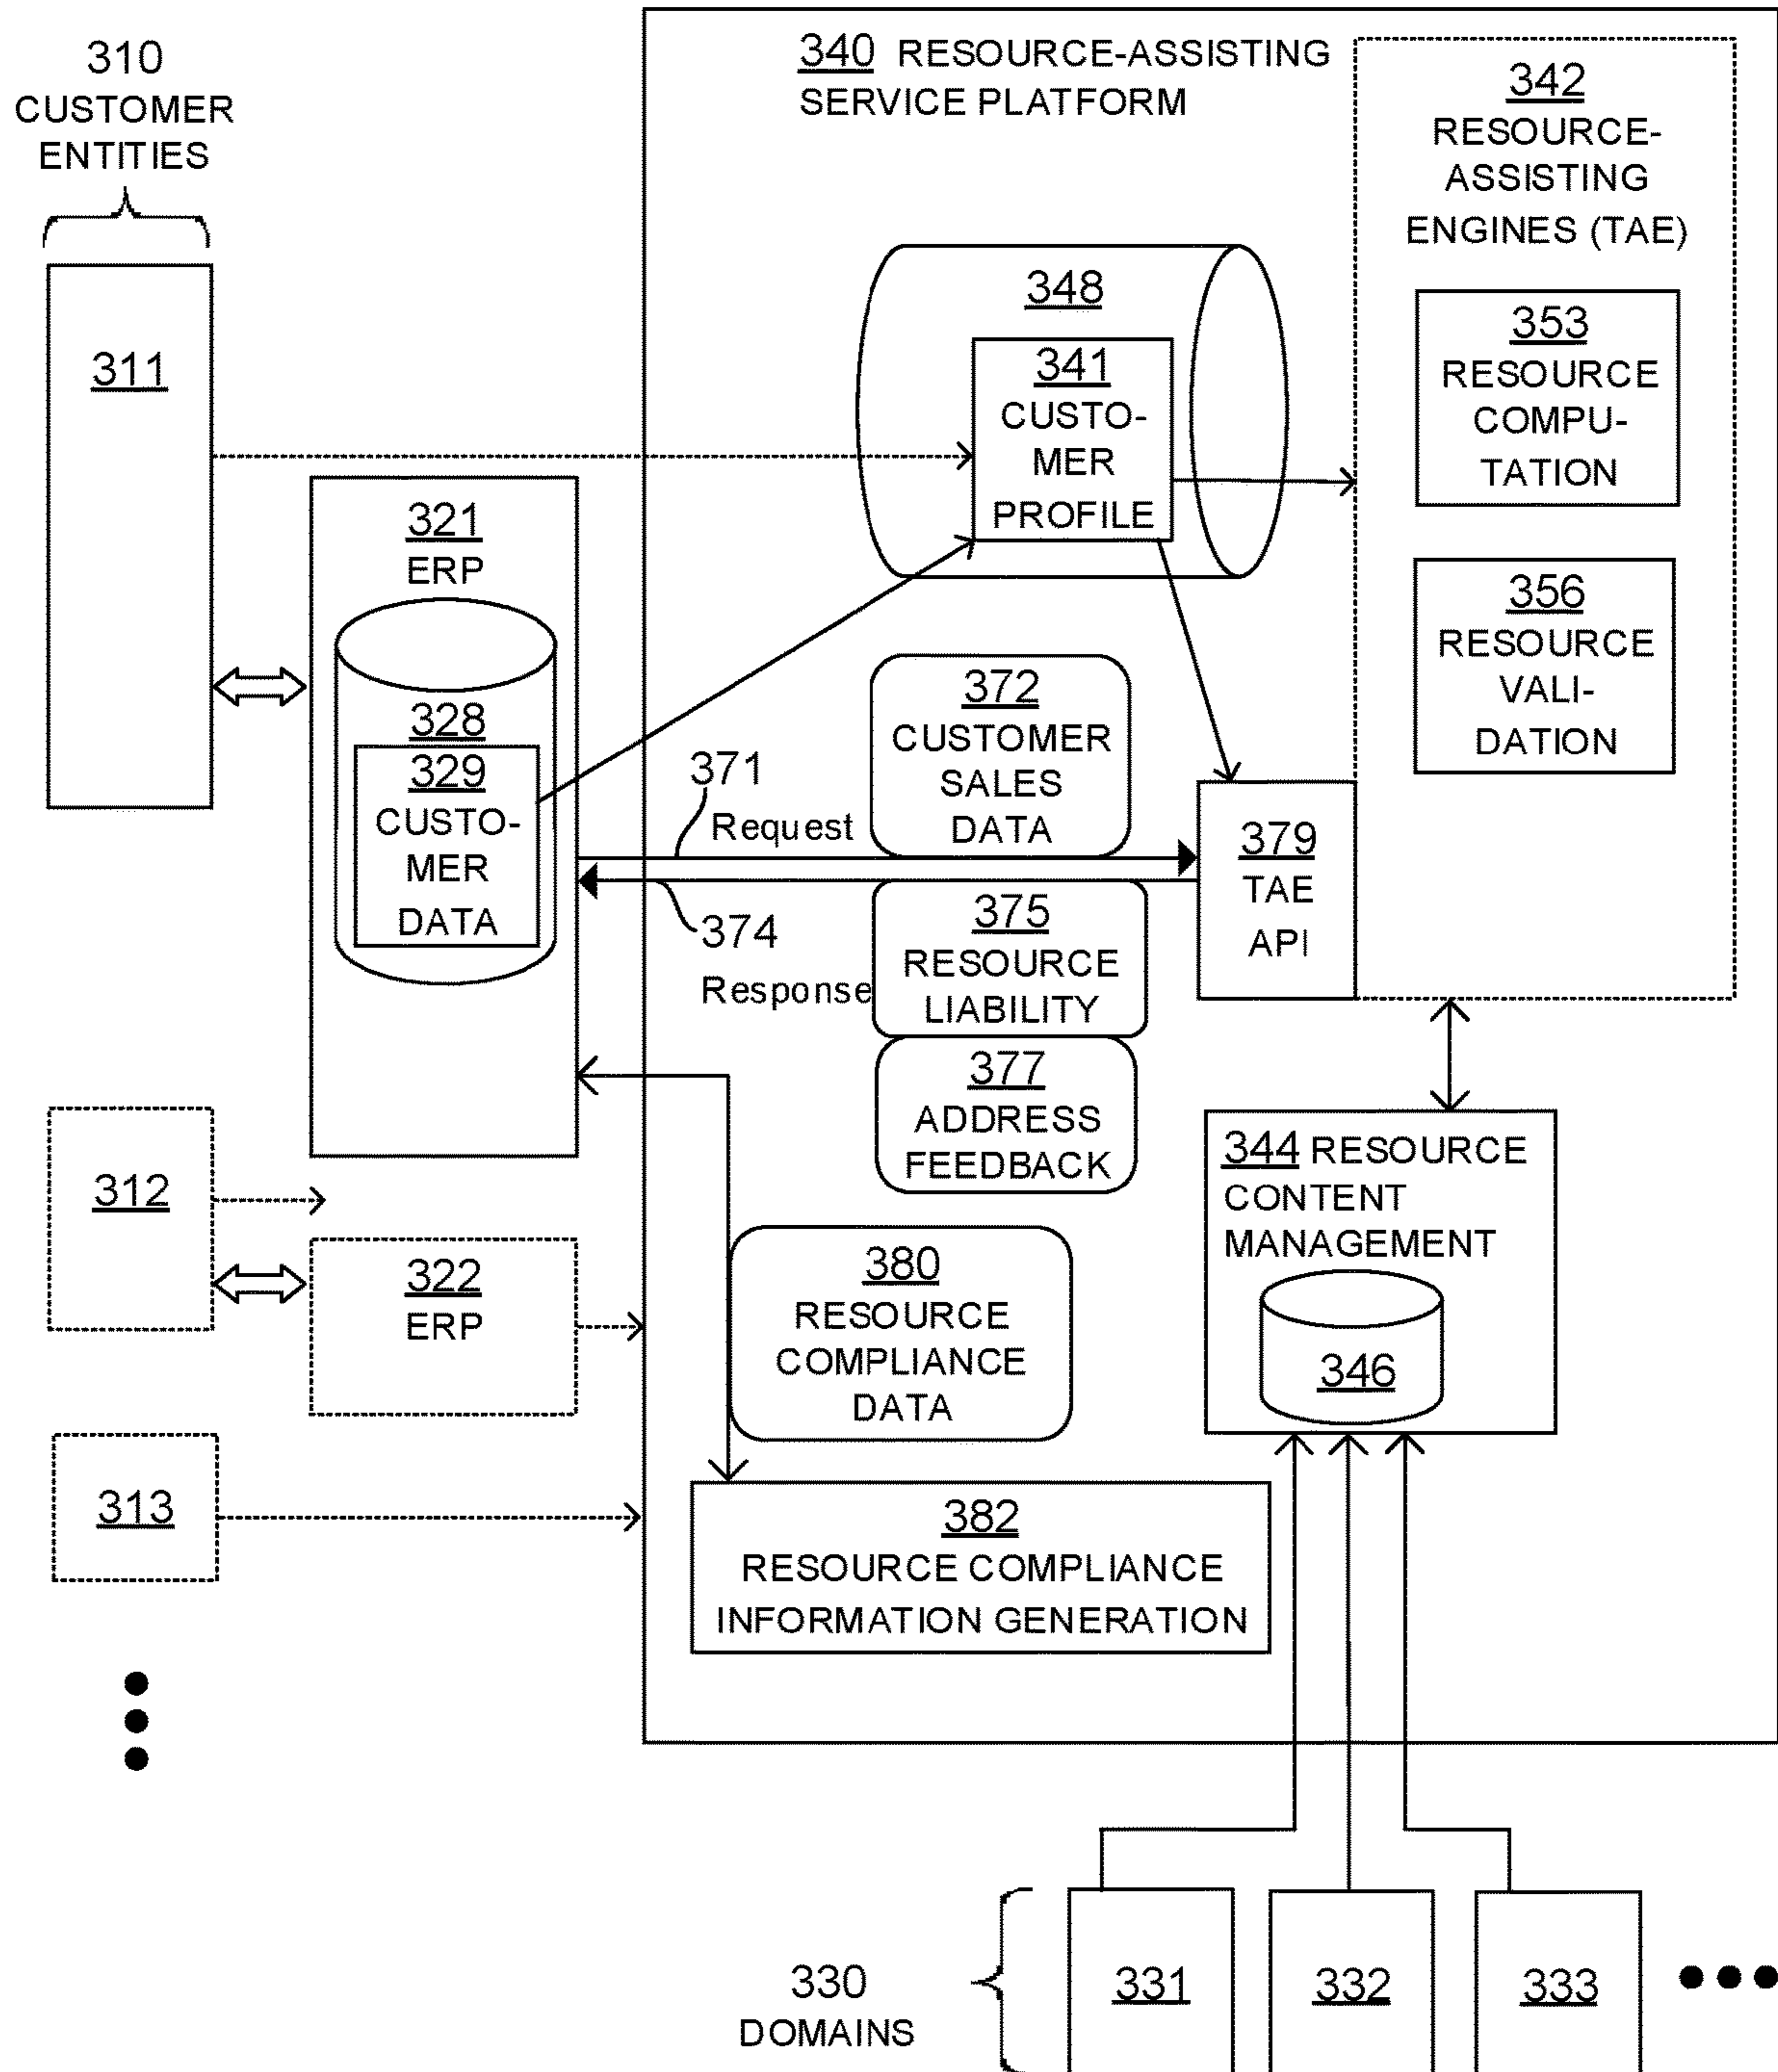 310
CUSTOMER
ENTITIES
311
312
313
321
ERP
328
329
CUSTO-
MER
DATA
322
ERP
340 RESOURCE-ASSISTING
SERVICE PLATFORM
348
341
CUSTO-
MER
PROFILE
342
RESOURCE-
ASSISTING
ENGINES (TAE)
353
RESOURCE
COMPU-
TATION
356
RESOURCE
VALI-
DATION
371
Request
372
CUSTOMER
SALES
DATA
379
TAE
API
374
Response
375
RESOURCE
LIABILITY
377
ADDRESS
FEEDBACK
344 RESOURCE
CONTENT
MANAGEMENT
346
380
RESOURCE
COMPLIANCE
DATA
382
RESOURCE COMPLIANCE
INFORMATION GENERATION
330
DOMAINS
331
332
333